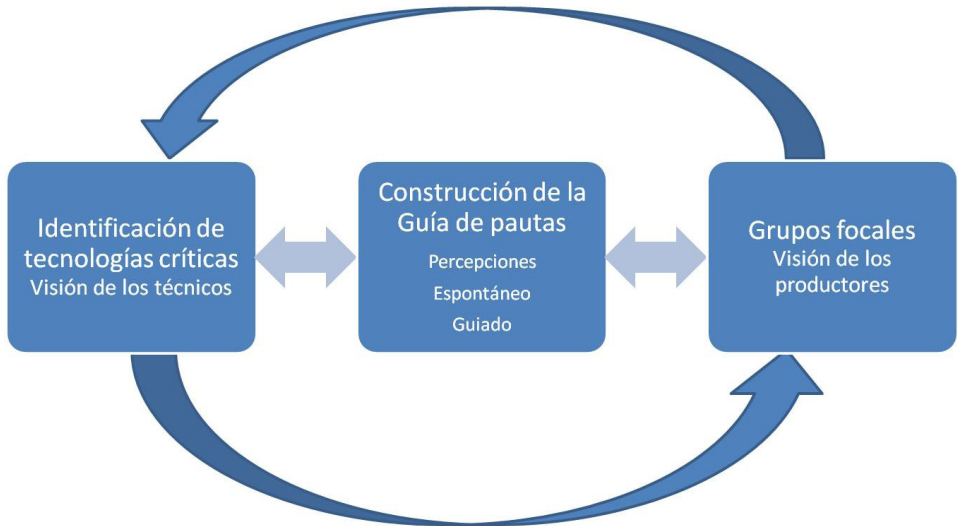 Identificación de
tecnologías críticas
Visión de los técnicos
Construcción de la
Guía de pautas
Percepciones
Espontáneo
Guiado
Grupos focales
Visión de los
productores